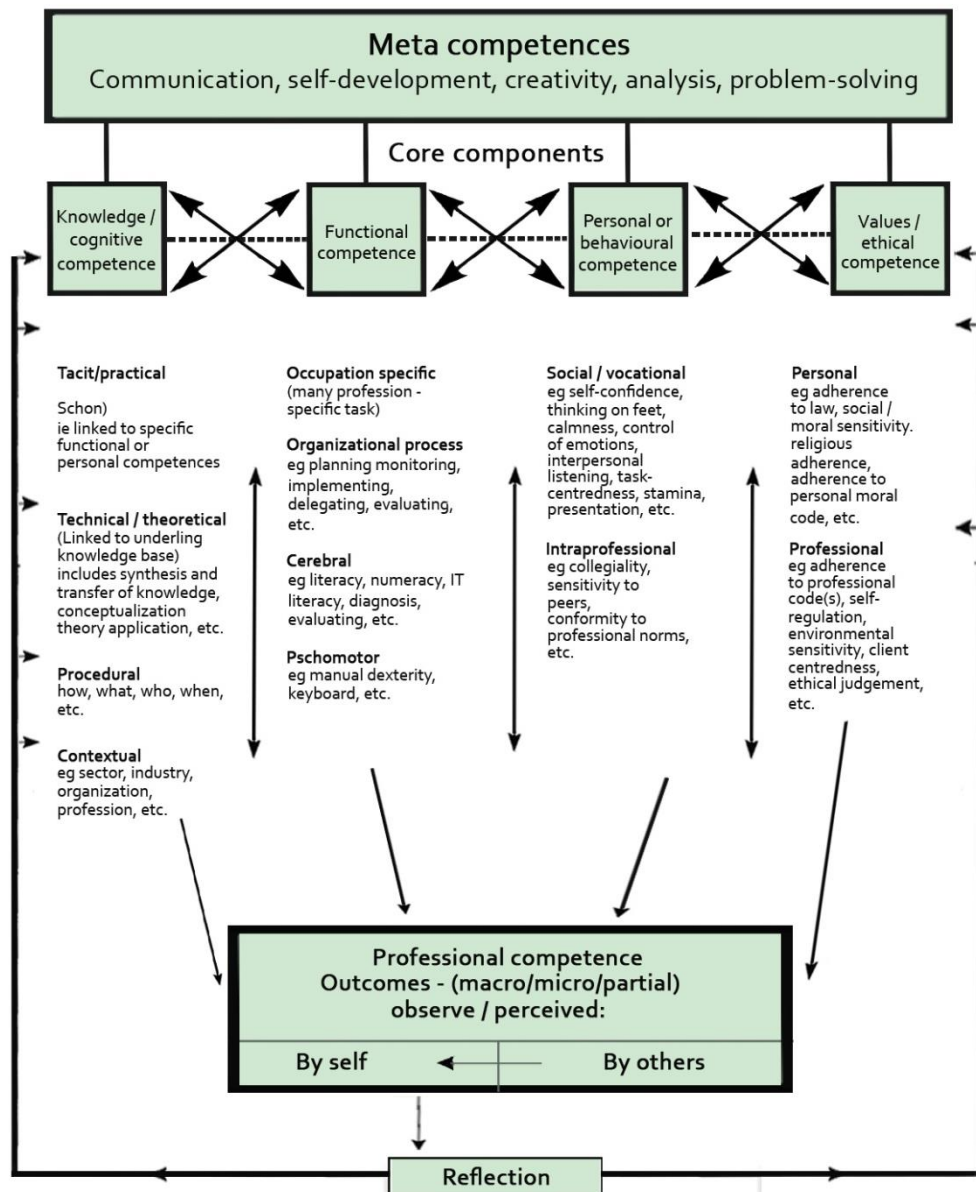 Meta competences
Communication, self-development, creativity, analysis, problem-solving
Core components
Knowledge /
cognitive
competence
Functional
competence
Personal or
behavioural
competence
Values /
ethical
competence
Tacit/practical
Schon)
ie linked to specific
functional or
personal competences
Technical / theoretical
(Linked to underling
knowledge base)
includes synthesis and
transfer of knowledge,
conceptualization
theory application, etc.
Procedural
how, what, who, when,
etc.
Contextual
eg sector, industry,
organization,
profession, etc.
Occupation specific
(many profession -
specific task)
Organizational process
eg planning monitoring,
implementing,
delegating, evaluating,
etc.
Cerebral
eg literacy, numeracy, IT
literacy, diagnosis,
evaluating, etc.
Pschomotor
eg manual dexterity,
keyboard, etc.
Social / vocational
eg self-confidence,
thinking on feet,
calmness, control
of emotions,
interpersonal
listening, task-
centredness, stamina,
presentation, etc.
Intraprofessional
eg collegiality,
sensitivity to
peers,
conformity to
professional norms,
etc.
Personal
eg adherence
to law, social /
moral sensitivity.
religious
adherence,
adherence to
personal moral
code, etc.
Professional
eg adherence
to professional
code(s), self-
regulation,
environmental
sensitivity, client
centredness,
ethical judgement,
etc.
Professional competence
Outcomes - (macro/micro/partial)
observe / perceived:
By self
By others
Reflection